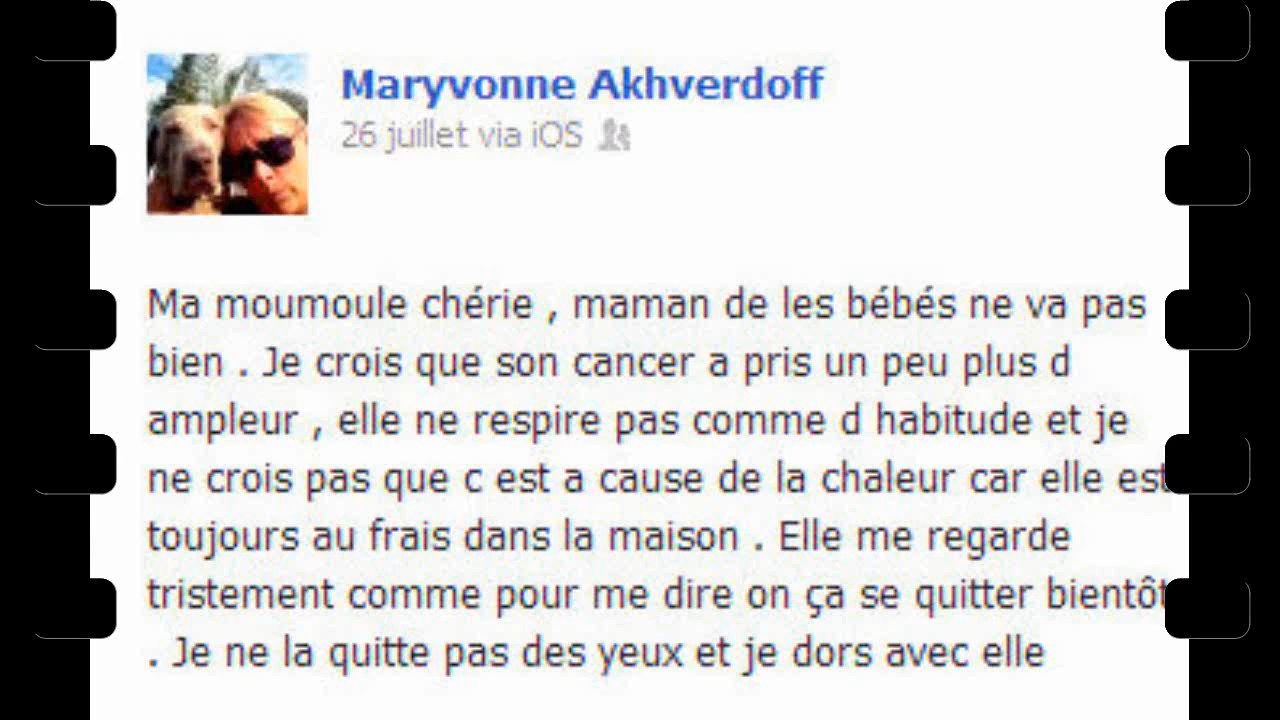 Maryvonne Akhverdoff
26 juillet via iOS
Ma moumoule chérie , maman de les bébés ne va pas
bien . Je crois que son cancer a pris un peu plus d
ampleur , elle ne respire pas comme d habitude et je
ne crois pas que c est a cause de la chaleur car elle est
toujours au frais dans la maison . Elle me regarde
tristement comme pour me dire on ça se quitter bientôt
. Je ne la quitte pas des yeux et je dors avec elle